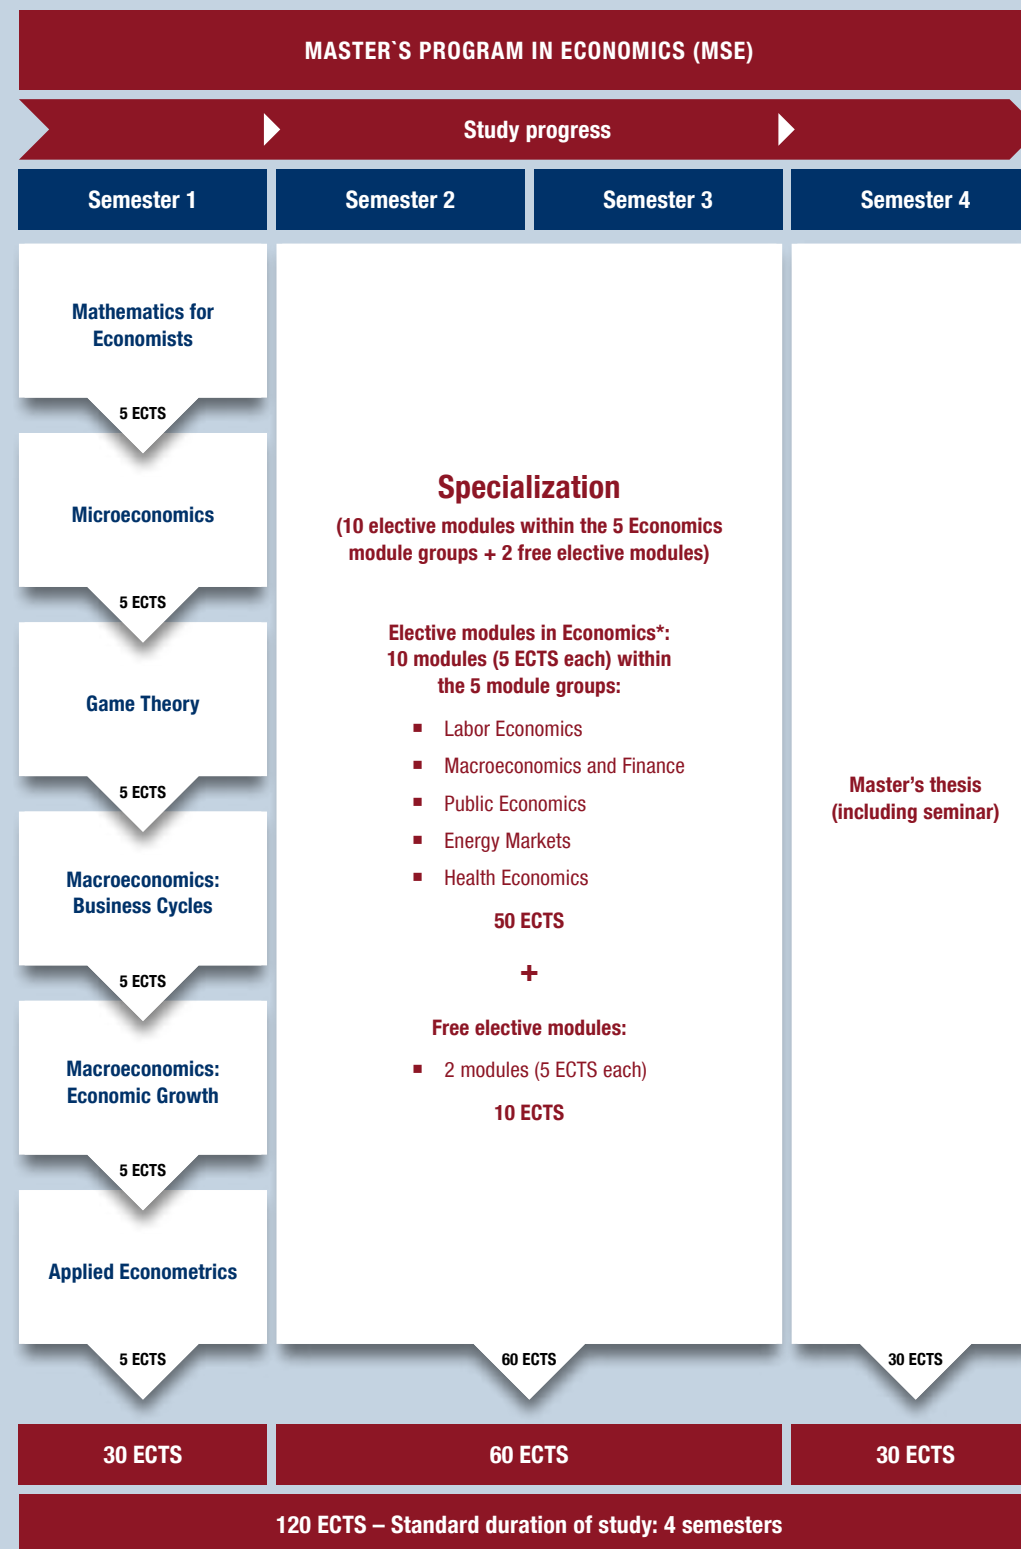 MASTER`S PROGRAM IN ECONOMICS (MSE)
Study progress
Semester 1
Semester 2
Semester 3
Semester 4
Mathematics for
Economists
5 ECTS
Microeconomics
5 ECTS
Game Theory
5 ECTS
Macroeconomics:
Business Cycles
5 ECTS
Macroeconomics:
Economic Growth
5 ECTS
Applied Econometrics
5 ECTS
Specialization
(10 elective modules within the 5 Economics
module groups + 2 free elective modules)
Elective modules in Economics*:
10 modules (5 ECTS each) within
the 5 module groups:
▪ Labor Economics
▪ Macroeconomics and Finance
▪ Public Economics
▪ Energy Markets
▪ Health Economics
50 ECTS
+
Free elective modules:
▪ 2 modules (5 ECTS each)
10 ECTS
60 ECTS
Master’s thesis
(including seminar)
30 ECTS
30 ECTS
60 ECTS
30 ECTS
120 ECTS – Standard duration of study: 4 semesters